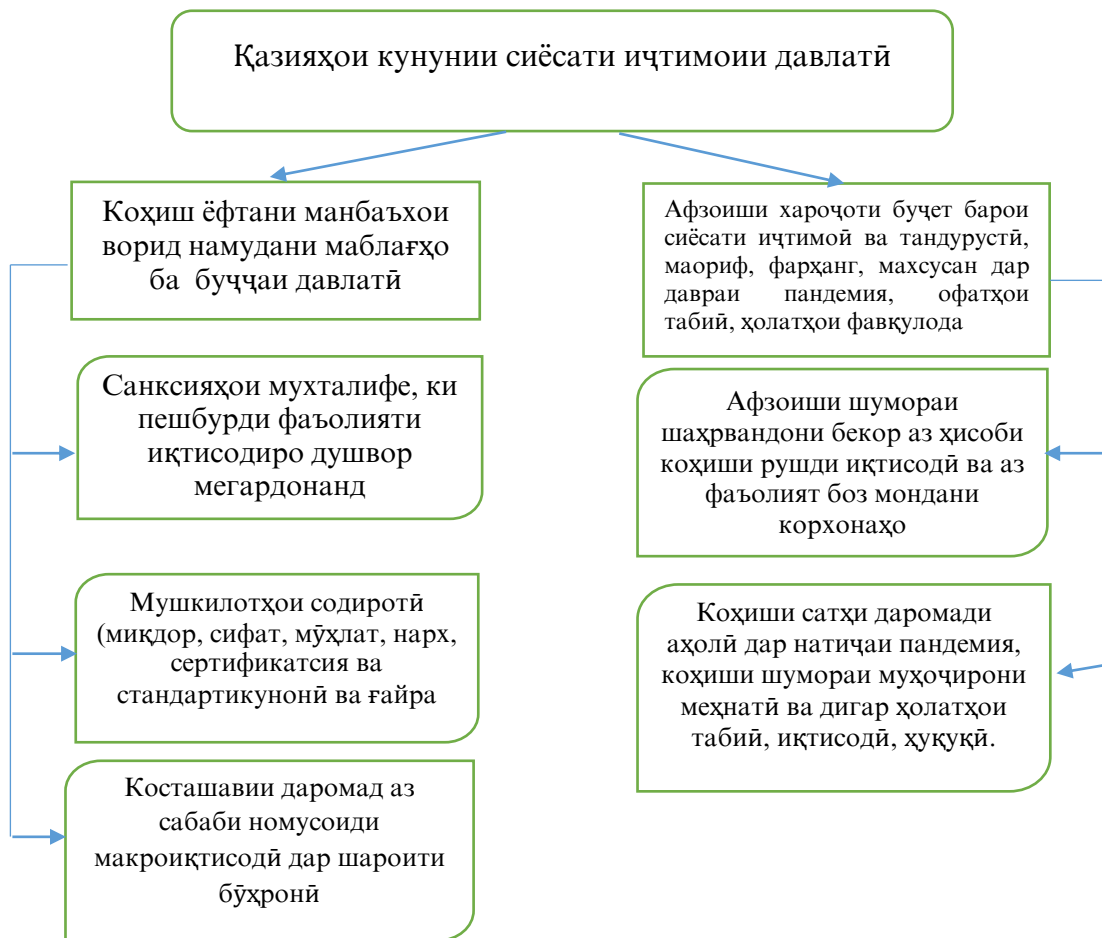 Қазияҳои кунунии сиёсати иҷтимоии давлатӣ
Коҳиш ёфтани манбаъхои
ворид намудани маблағҳо
ба буҷҷаи давлатӣ
Санксияҳои мухталифе, ки
пешбурди фаъолияти
иқтисодиро душвор
мегардонанд
Мушкилотҳои содиротӣ
(миқдор, сифат, мӯҳлат, нарх,
сертификатсия ва
стандартикунонӣ ва ғайра
Косташавии даромад аз
сабаби номусоиди
макроиқтисодӣ дар шароити
бӯҳронӣ
Афзоиши хароҷоти буҷет барои
сиёсати иҷтимоӣ ва тандурустӣ,
маориф, фарҳанг, махсусан дар
давраи пандемия, офатҳои
табиӣ, ҳолатҳои фавқулода
Афзоиши шумораи
шаҳрвандони бекор аз ҳисоби
коҳиши рушди иқтисодӣ ва аз
фаъолият боз мондани
корхонаҳо
Коҳиши сатҳи даромади
аҳолӣ дар натиҷаи пандемия,
коҳиши шумораи муҳоҷирони
меҳнатӣ ва дигар ҳолатҳои
табиӣ, иқтисодӣ, ҳуқуқӣ.